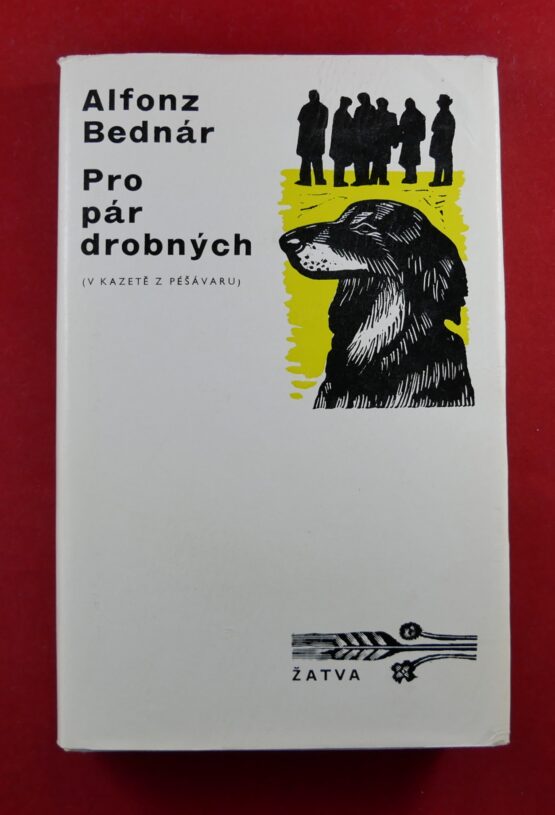 Alfonz
Bednár
Pro
pár
drobných
(V KAZETĚ Z PÉŠÁVARU)
ŽATVA